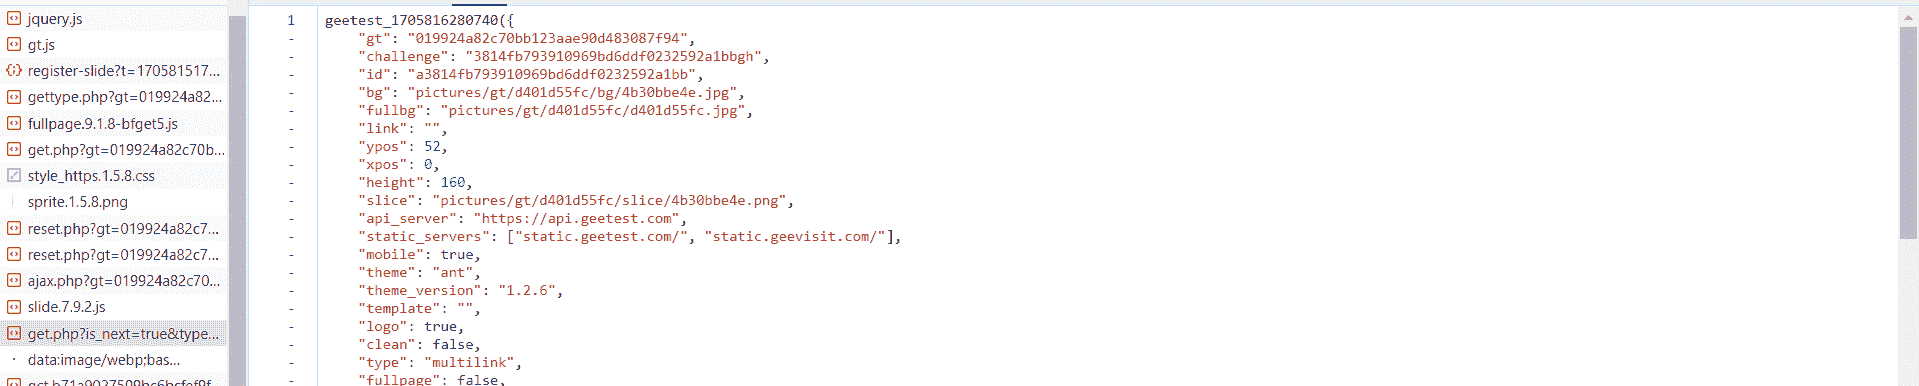 jquery.js
gt.js
register-slide?t=170581517...
gettype.php?gt=019924a82...
fullpage.9.1.8-bfget5.js
get.php?gt=019924a82c70b...
style_https.1.5.8.css
sprite.1.5.8.png
reset.php?gt=019924a82c7...
reset.php?gt=019924a82c7...
ajax.php?gt=019924a82c70...
slide.7.9.2.js
get.php?is_next=true&type...
data:image/webp;bas...
gct.b71a9027509bc6bcfef9f
1 geetest_1705816280740({
- "gt": "019924a82c70bb123aae90d483087f94",
- "challenge": "3814fb793910969bd6ddf0232592a1bbgh",
- "id": "a3814fb793910969bd6ddf0232592a1bb",
- "bg": "pictures/gt/d401d55fc/bg/4b30bbe4e.jpg",
- "fullbg": "pictures/gt/d401d55fc/d401d55fc.jpg",
- "link": "",
- "ypos": 52,
- "xpos": 0,
- "height": 160,
- "slice": "pictures/gt/d401d55fc/slice/4b30bbe4e.png",
- "api_server": "https://api.geetest.com",
- "static_servers": ["static.geetest.com/", "static.geevisit.com/"],
- "mobile": true,
- "theme": "ant",
- "theme_version": "1.2.6",
- "template": "",
- "logo": true,
- "clean": false,
- "type": "multilink",
- "fullpage": false,